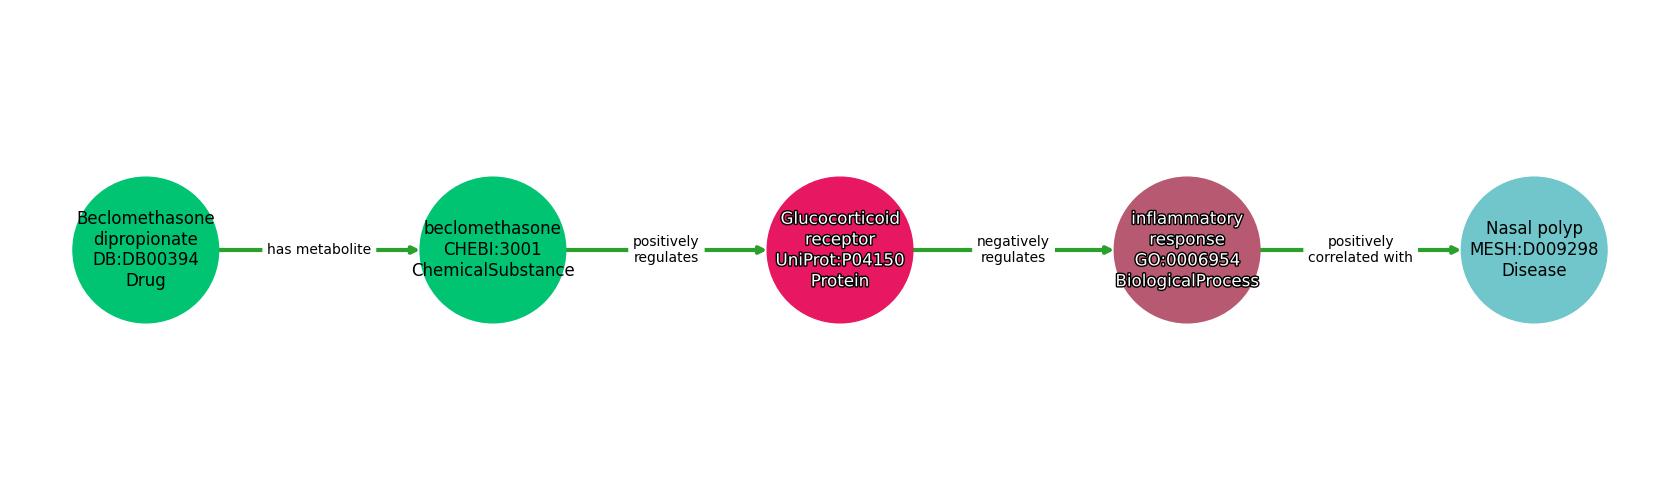 Beclomethasone
dipropionate
DB:DB00394
Drug
has metabolite
beclomethasone
CHEBI:3001
ChemicalSubstance
positively
regulates
Glucocorticoid
receptor
UniProt:P04150
Protein
negatively
regulates
inflammatory
response
GO:0006954
BiologicalProcess
positively
correlated with
Nasal polyp
MESH:D009298
Disease